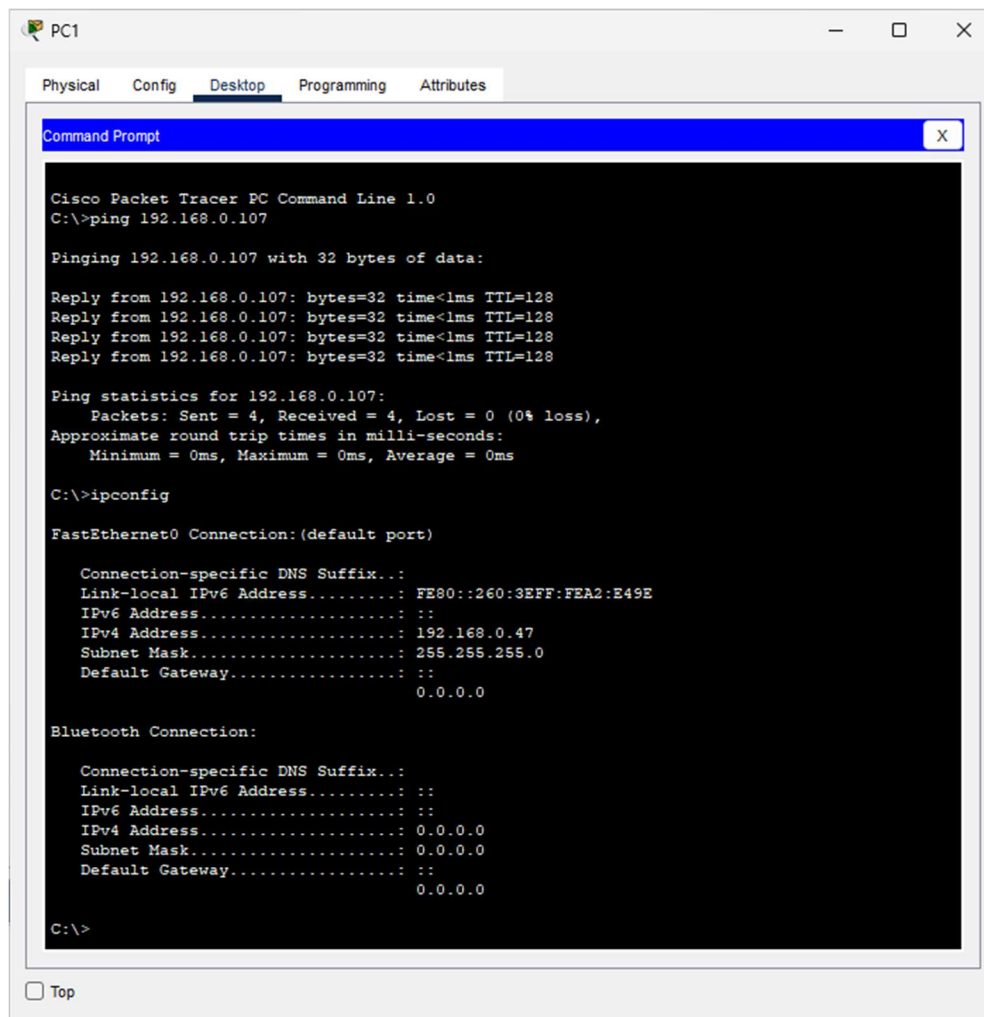 PC1
Physical Config Desktop Programming Attributes
Command Prompt X
Cisco Packet Tracer PC Command Line 1.0
C:\>ping 192.168.0.107
Pinging 192.168.0.107 with 32 bytes of data:
Reply from 192.168.0.107: bytes=32 time<1ms TTL=128
Reply from 192.168.0.107: bytes=32 time<1ms TTL=128
Reply from 192.168.0.107: bytes=32 time<1ms TTL=128
Reply from 192.168.0.107: bytes=32 time<1ms TTL=128
Ping statistics for 192.168.0.107:
    Packets: Sent = 4, Received = 4, Lost = 0 (0% loss),
Approximate round trip times in milli-seconds:
    Minimum = 0ms, Maximum = 0ms, Average = 0ms
C:\>ipconfig
FastEthernet0 Connection:(default port)
   Connection-specific DNS Suffix..:
   Link-local IPv6 Address.........: FE80::260:3EFF:FEA2:E49E
   IPv6 Address....................: ::
   IPv4 Address....................: 192.168.0.47
   Subnet Mask.....................: 255.255.255.0
   Default Gateway.................: ::
                                     0.0.0.0
Bluetooth Connection:
   Connection-specific DNS Suffix..:
   Link-local IPv6 Address.........: ::
   IPv6 Address....................: ::
   IPv4 Address....................: 0.0.0.0
   Subnet Mask.....................: 0.0.0.0
   Default Gateway.................: ::
                                     0.0.0.0
C:\>
Top